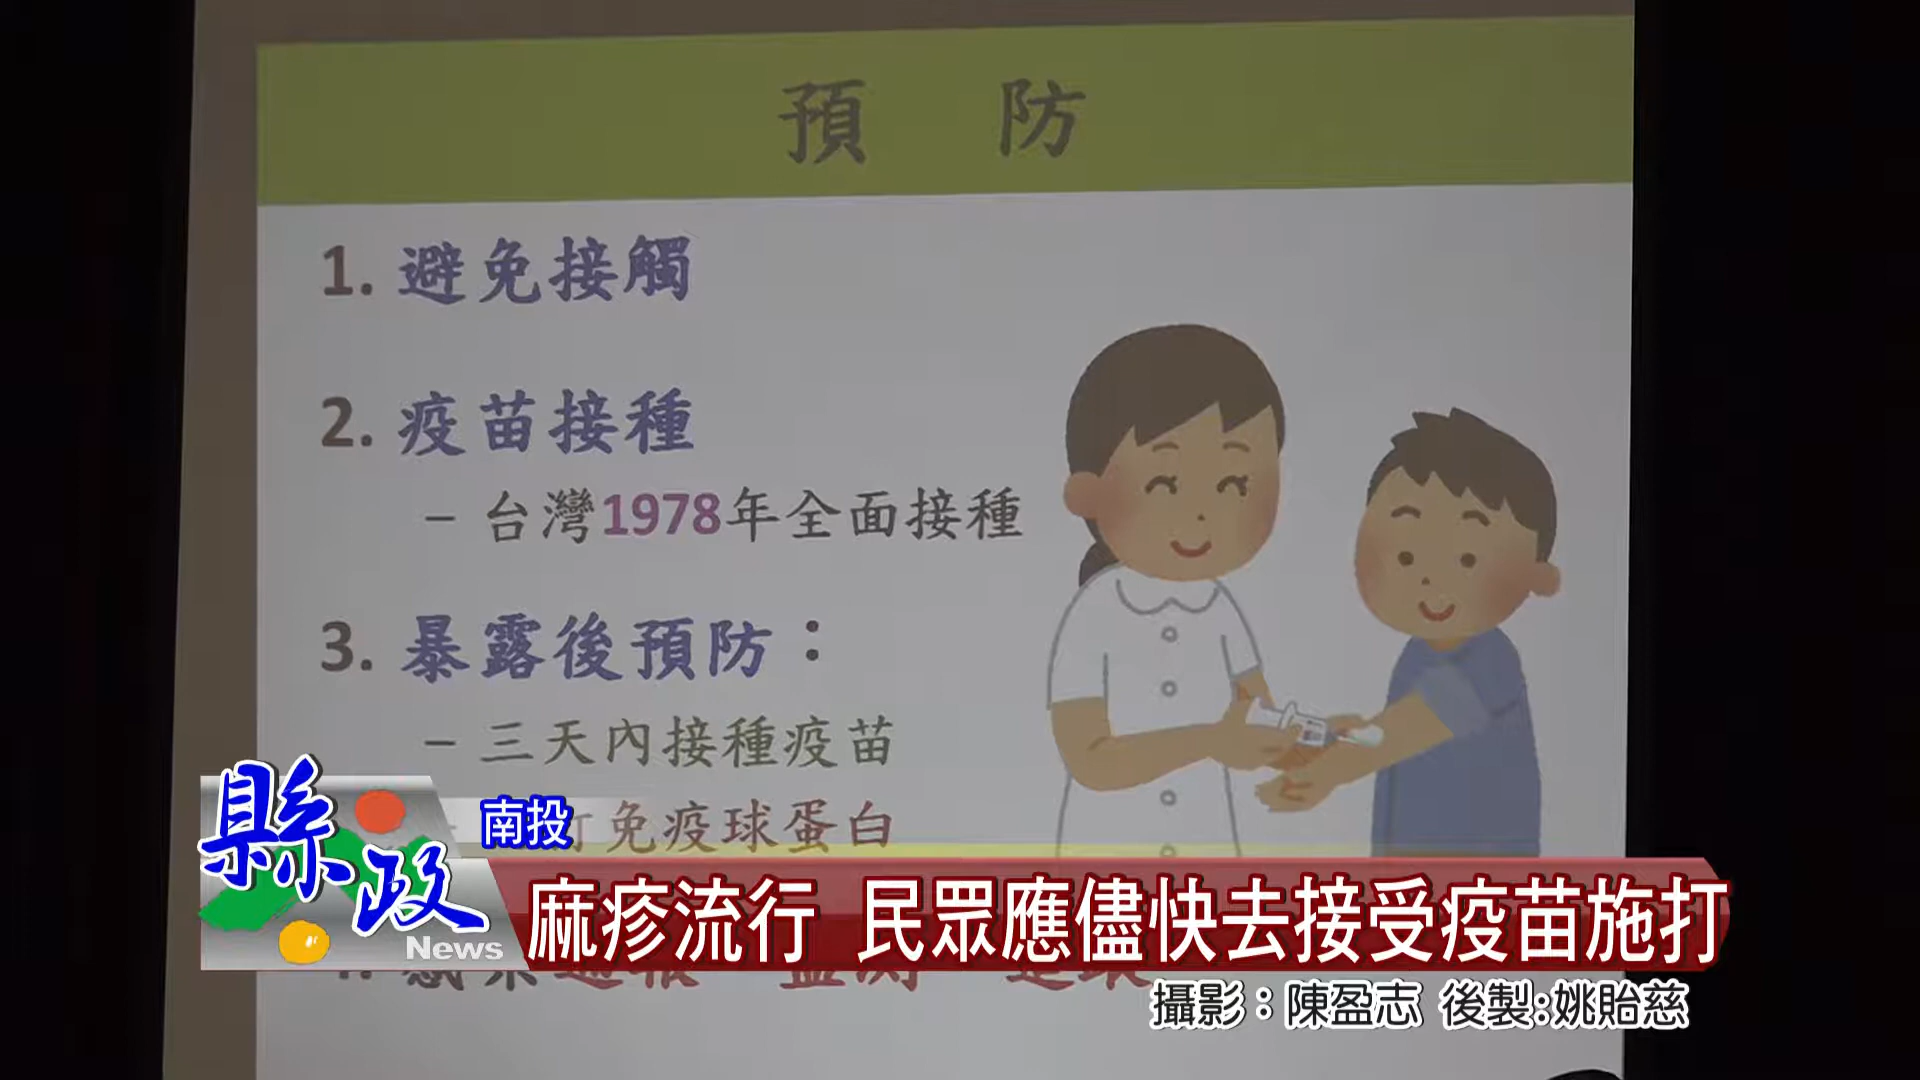 預 防
1. 避免接觸
2. 疫苗接種
– 台灣1978年全面接種
3. 暴露後預防：
– 三天內接種疫苗
免疫球蛋白
縣政
News
南投
麻疹流行 民眾應儘快去接受疫苗施打
攝影：陳盈志 後製:姚貽慈